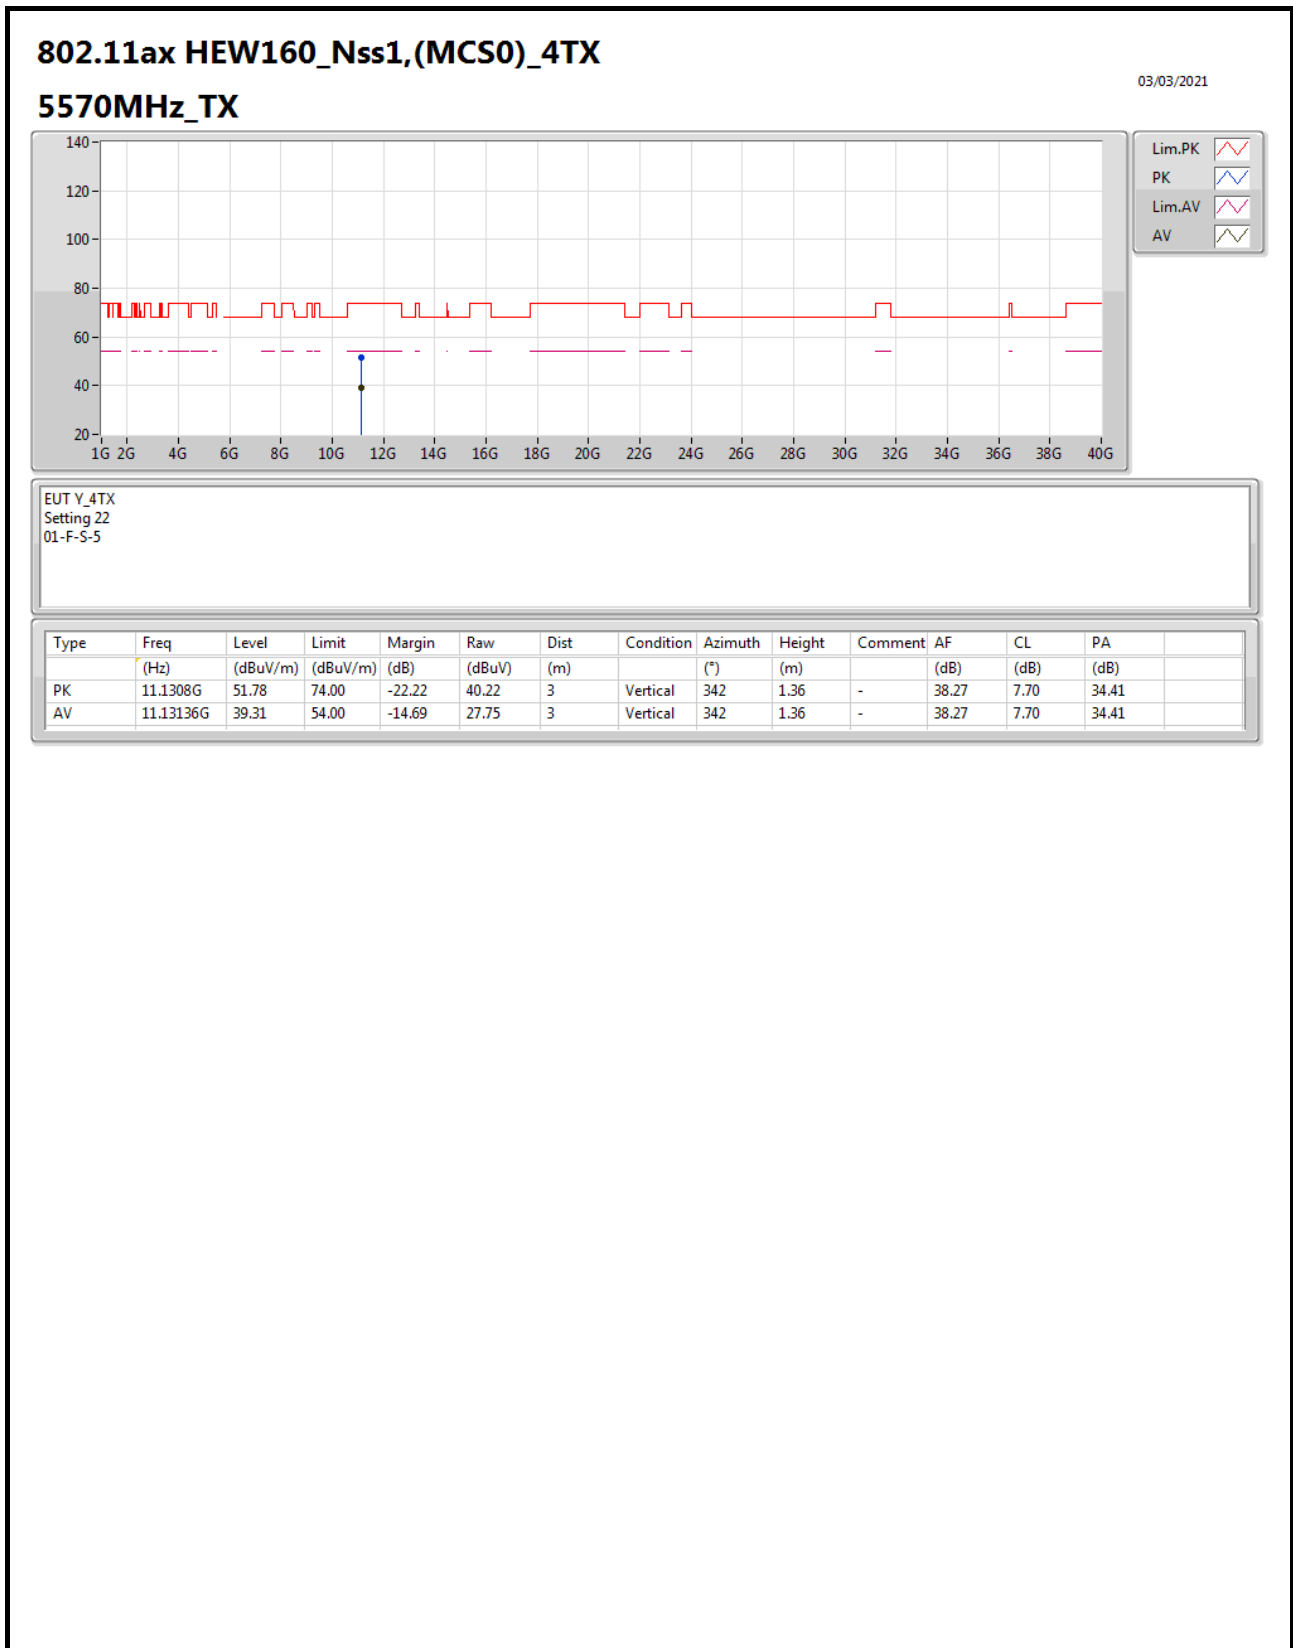 802.11ax HEW160_Nss1,(MCS0)_4TX
03/03/2021
5570MHz_TX
140
120
100
80
60
40
20
1G 2G 4G 6G 8G 10G 12G 14G 16G 18G 20G 22G 24G 26G 28G 30G 32G 34G 36G 38G 40G
Lim.PK
PK
Lim.AV
AV
EUT Y_4TX
Setting 22
01-F-S-5
Type Freq Level Limit Margin Raw Dist Condition Azimuth Height Comment AF CL PA
(Hz) (dBuV/m) (dBuV/m) (dB) (dBuV) (m) (°) (m) (dB) (dB) (dB)
PK 11.1308G 51.78 74.00 -22.22 40.22 3 Vertical 342 1.36 - 38.27 7.70 34.41
AV 11.13136G 39.31 54.00 -14.69 27.75 3 Vertical 342 1.36 - 38.27 7.70 34.41